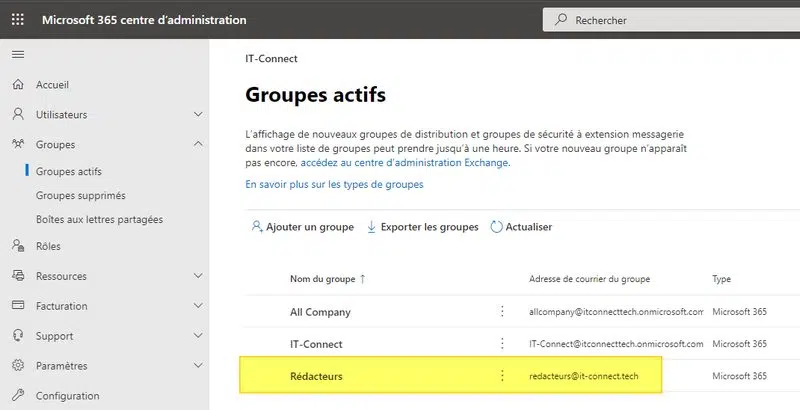 Microsoft 365 centre d'administration
Rechercher
Accueil
Utilisateurs
Groupes
Groupes actifs
Groupes supprimés
Boîtes aux lettres partagées
Rôles
Ressources
Facturation
Support
Paramètres
Configuration
IT-Connect
Groupes actifs
L'affichage de nouveaux groupes de distribution et groupes de sécurité à extension messagerie
dans votre liste de groupes peut prendre jusqu'à une heure. Si votre nouveau groupe n'apparaît
pas encore, accédez au centre d'administration Exchange.
En savoir plus sur les types de groupes
Ajouter un groupe Exporter les groupes Actualiser
Nom du groupe ↑ Adresse de courrier du groupe Type
All Company allcompany@itconnecttech.onmicrosoft.com Microsoft 365
IT-Connect IT-Connect@itconnecttech.onmicrosoft.com Microsoft 365
Rédacteurs redacteurs@it-connect.tech Microsoft 365